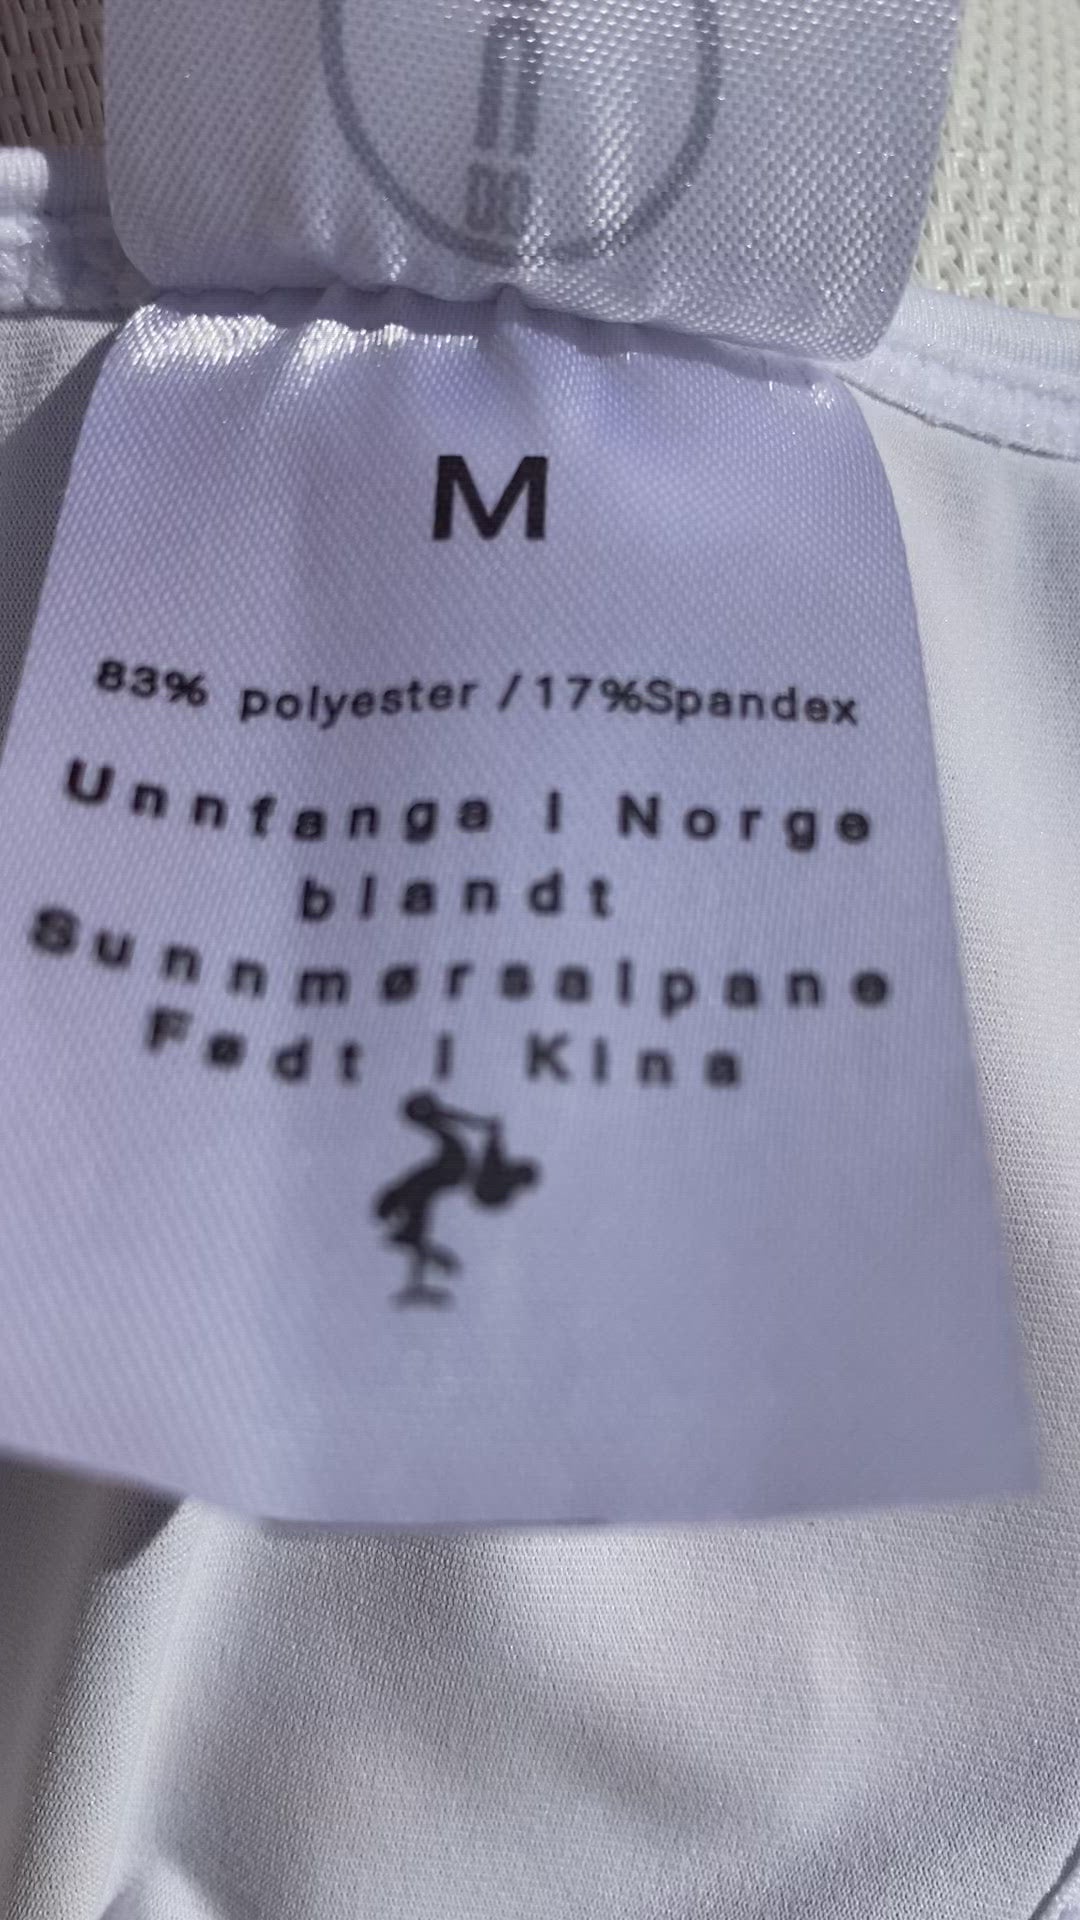 M
83% polyester /17%Spandex
Unnfanga I Norge
blandt
Sunnmørsalpane
Født I Kina